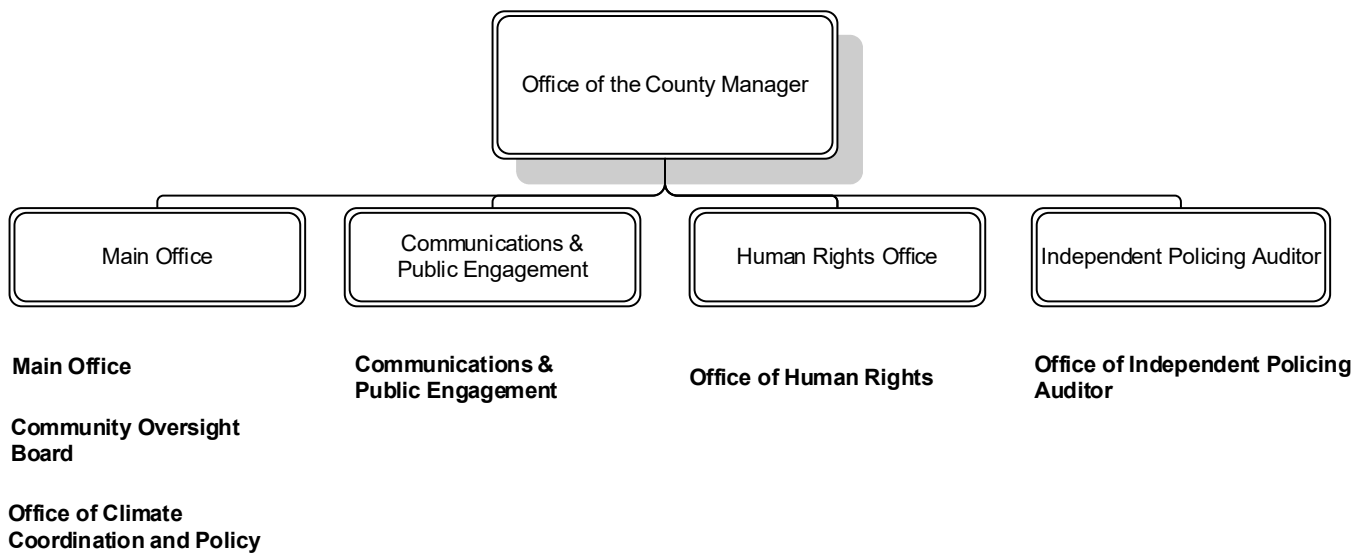 Office of the County Manager
Main Office
Communications &
Public Engagement
Human Rights Office
Independent Policing Auditor
Main Office
Community Oversight
Board
Office of Climate
Coordination and Policy
Communications &
Public Engagement
Office of Human Rights
Office of Independent Policing
Auditor